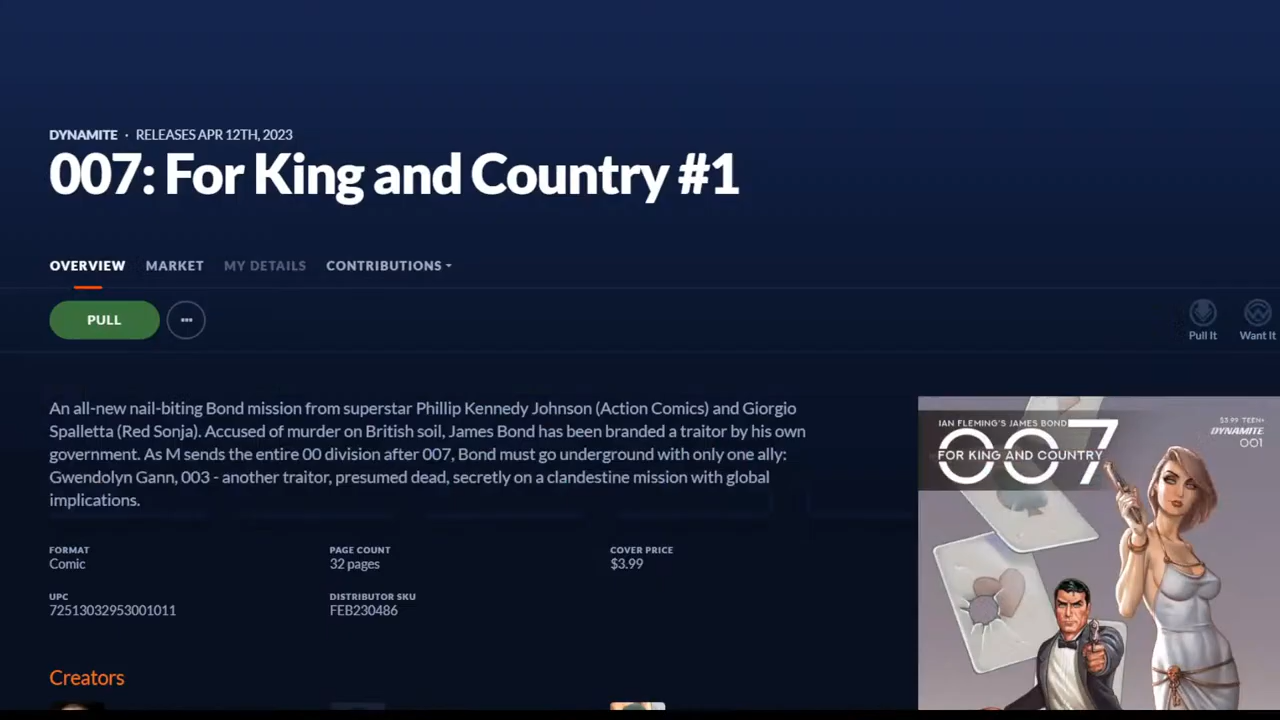 DYNAMITE · RELEASES APR 12TH, 2023
007: For King and Country #1
OVERVIEW MARKET MY DETAILS CONTRIBUTIONS
PULL
Pull It Want It
An all-new nail-biting Bond mission from superstar Phillip Kennedy Johnson (Action Comics) and Giorgio
Spalletta (Red Sonja). Accused of murder on British soil, James Bond has been branded a traitor by his own
government. As M sends the entire 00 division after 007, Bond must go underground with only one ally:
Gwendolyn Gann, 003 - another traitor, presumed dead, secretly on a clandestine mission with global
implications.
IAN FLEMING'S JAMES BOND
007
FOR KING AND COUNTRY
$3.99 TEEN+
DYNAMITE
001
FORMAT PAGE COUNT COVER PRICE
Comic 32 pages $3.99
UPC DISTRIBUTOR SKU
72513032953001011 FEB230486
Creators